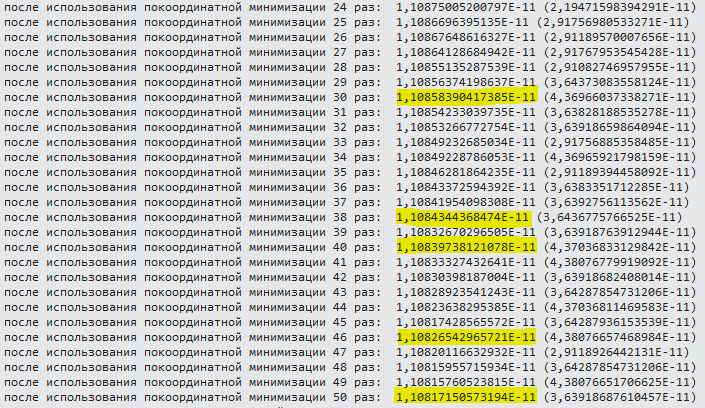 после использования покоординатной минимизации 24 раз: 1,10875005200797E-11 (2,19471598394291E-11)
после использования покоординатной минимизации 25 раз: 1,1086696395135E-11 (2,91756980533271E-11)
после использования покоординатной минимизации 26 раз: 1,10867648616327E-11 (2,91189570007656E-11)
после использования покоординатной минимизации 27 раз: 1,10864128684942E-11 (2,91767953545428E-11)
после использования покоординатной минимизации 28 раз: 1,10855135287539E-11 (2,910827469 57955E-11)
после использования покоординатной минимизации 29 раз: 1,10856374198637E-11 (3,64373083558124E-11)
после использования покоординатной минимизации 30 раз: 1,10858390417385E-11 (4,36966037338271E-11)
после использования покоординатной минимизации 31 раз: 1,10854233039735E-11 (3,63828188535278E-11)
после использования покоординатной минимизации 32 раз: 1,10853266772754E-11 (3,63918659864094E-11)
после использования покоординатной минимизации 33 раз: 1,10849232685034E-11 (2,91756885358485E-11)
после использования покоординатной минимизации 34 раз: 1,10849228786053E-11 (4,36965921798159E-11)
после использования покоординатной минимизации 35 раз: 1,10846281864235E-11 (2,91189394458092E-11)
после использования покоординатной минимизации 36 раз: 1,10843372594392E-11 (3,6383351712285E-11)
после использования покоординатной минимизации 37 раз: 1,10841954098308E-11 (3,6392756113562E-11)
после использования покоординатной минимизации 38 раз: 1,1084344368474E-11 (3,6436775766525E-11)
после использования покоординатной минимизации 39 раз: 1,10832670296505E-11 (3,63918763912944E-11)
после использования покоординатной минимизации 40 раз: 1,10839738121078E-11 (4,37036833129842E-11)
после использования покоординатной минимизации 41 раз: 1,10833327432641E-11 (4,38076779919092E-11)
после использования покоординатной минимизации 42 раз: 1,10830398187004E-11 (3,63918682408014E-11)
после использования покоординатной минимизации 43 раз: 1,10828923541243E-11 (3,64287854731206E-11)
после использования покоординатной минимизации 44 раз: 1,10823638295385E-11 (4,37036811469583E-11)
после использования покоординатной минимизации 45 раз: 1,10817428565572E-11 (3,64287936153539E-11)
после использования покоординатной минимизации 46 раз: 1,10826542965721E-11 (4,38076657468984E-11)
после использования покоординатной минимизации 47 раз: 1,10820116632932E-11 (2,9118926442131E-11)
после использования покоординатной минимизации 48 раз: 1,10815955715934E-11 (3,64287854731206E-11)
после использования покоординатной минимизации 49 раз: 1,10815760523815E-11 (4,38076651706625E-11)
после использования покоординатной минимизации 50 раз: 1,10817150573194E-11 (3,63918687610457E-11)